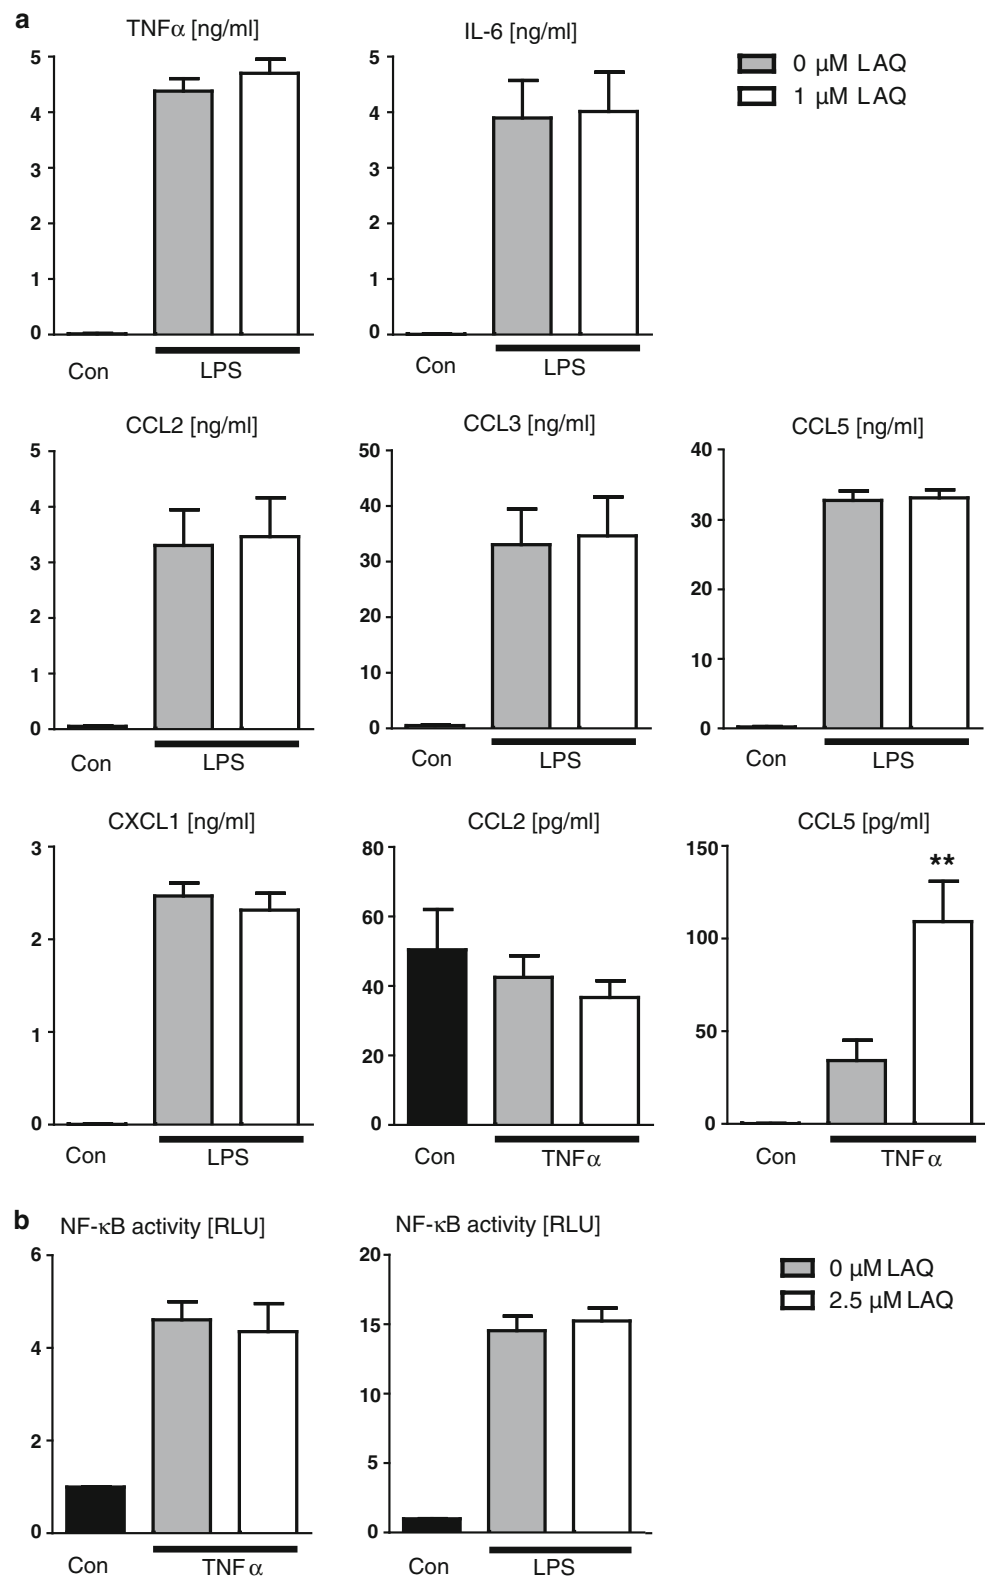 a
TNFα [ng/ml]
5
4
3
2
1
0
Con
LPS
IL-6 [ng/ml]
5
4
3
2
1
0
Con
LPS
0 µM LAQ
1 µM LAQ
CCL2 [ng/ml]
5
4
3
2
1
0
Con
LPS
CCL3 [ng/ml]
50
40
30
20
10
0
Con
LPS
CCL5 [ng/ml]
40
30
20
10
0
Con
LPS
CXCL1 [ng/ml]
3
2
1
0
Con
LPS
CCL2 [pg/ml]
80
60
40
20
0
Con
TNFα
CCL5 [pg/ml]
150
100
50
0
**
Con
TNFα
b
NF-κB activity [RLU]
6
4
2
0
Con
TNFα
NF-κB activity [RLU]
20
15
10
5
0
Con
LPS
0 µM LAQ
2.5 µM LAQ